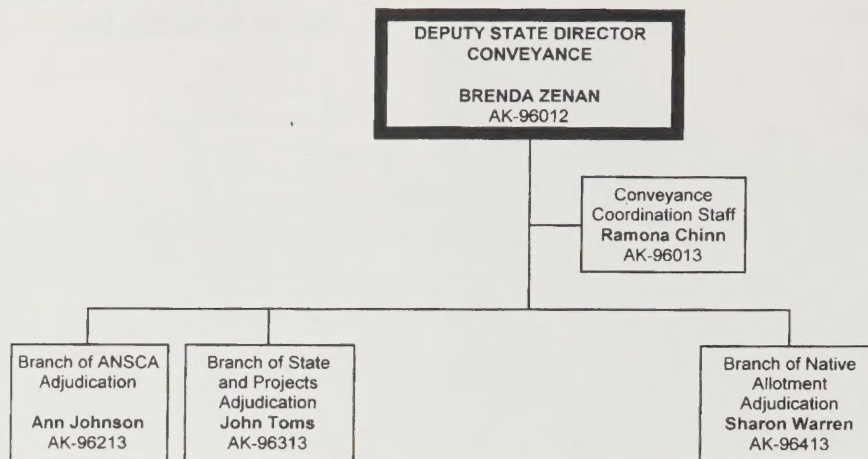 DEPUTY STATE DIRECTOR
CONVEYANCE
BRENDA ZENAN
AK-96012
Conveyance
Coordination Staff
Ramona Chinn
AK-96013
Branch of ANSCA
Adjudication
Ann Johnson
AK-96213
Branch of State
and Projects
Adjudication
John Toms
AK-96313
Branch of Native
Allotment
Adjudication
Sharon Warren
AK-96413